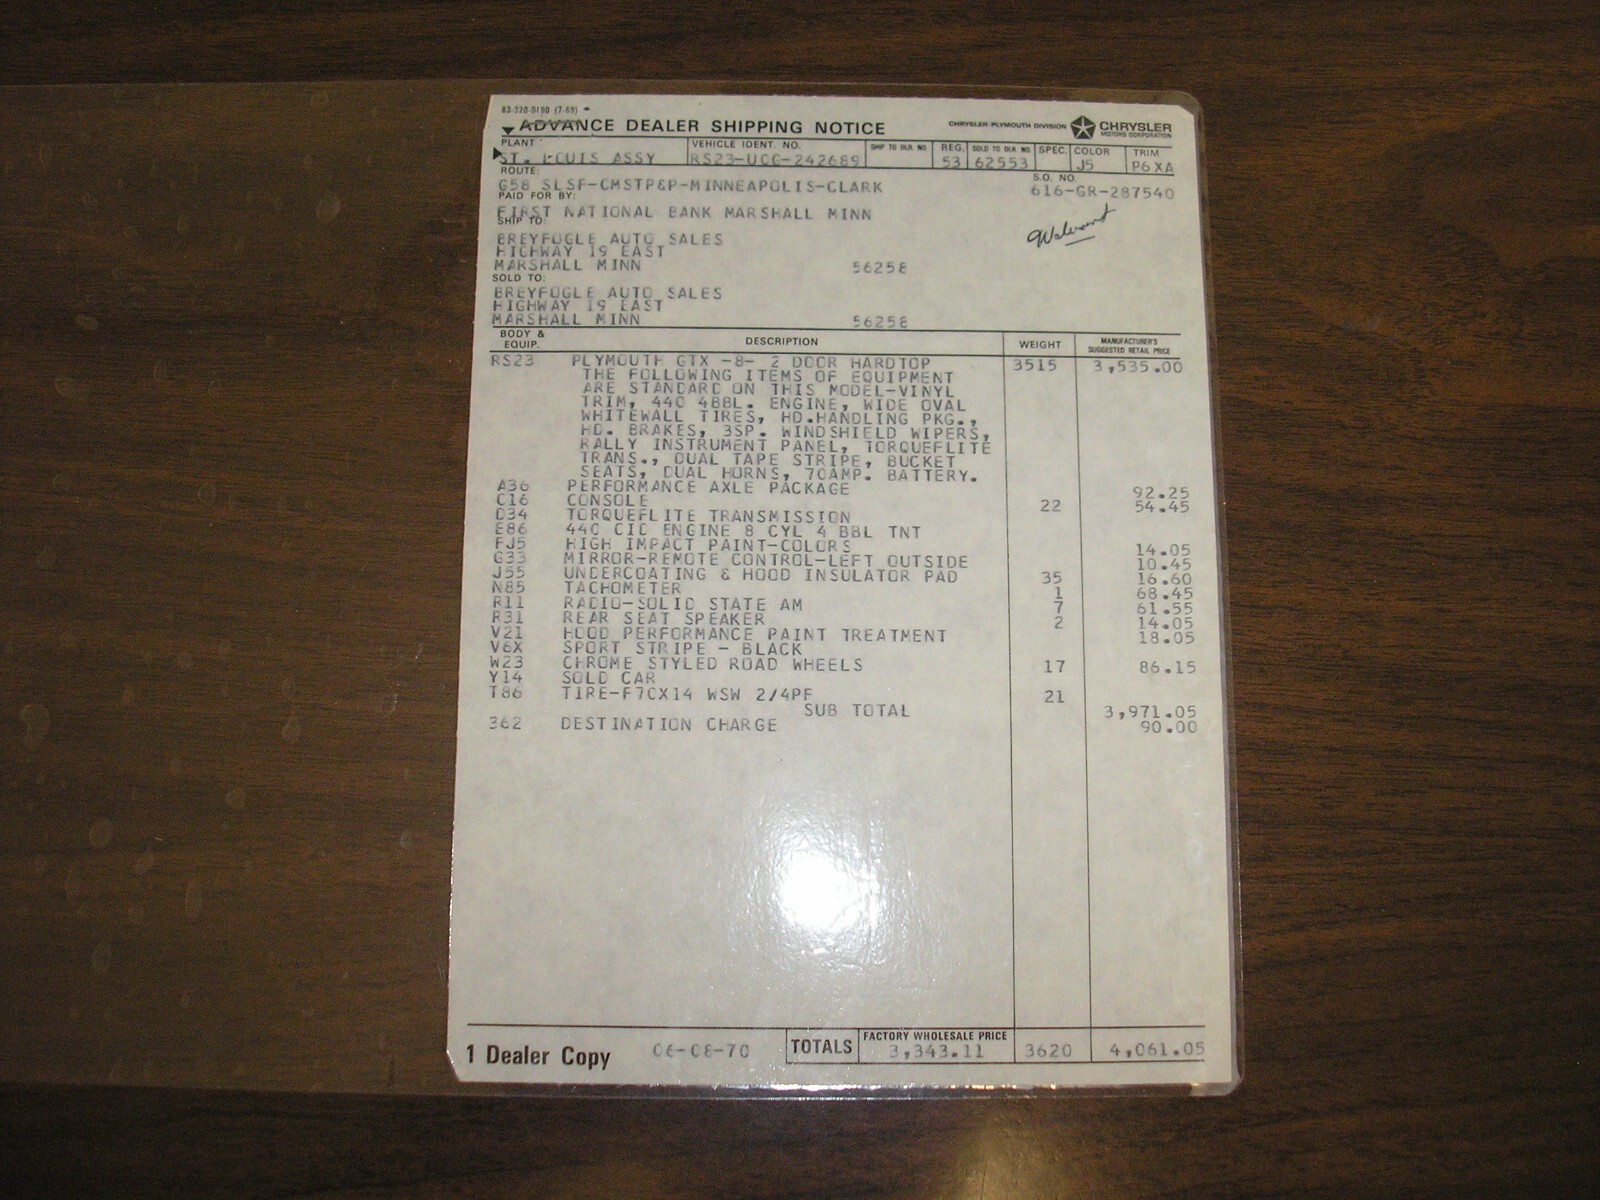 83-320-0190 (7-69)
ADVANCE DEALER SHIPPING NOTICE
CHRYSLER-PLYMOUTH DIVISION CHRYSLER MOTORS CORPORATION
PLANT VEHICLE IDENT. NO. SHIP TO DLR. NO. REG. SOLD TO DLR. NO. SPEC. COLOR TRIM
ST. LOUIS ASSY RS23-U0G-242689 53 62553 J5 P6XA
ROUTE: S.O. NO.
G58 SLSF-CMSTP&P-MINNEAPOLIS-CLARK 616-GR-287540
PAID FOR BY:
FIRST NATIONAL BANK MARSHALL MINN
SHIP TO:
BREYFOGLE AUTO SALES
HIGHWAY 19 EAST
MARSHALL MINN 56258
SOLD TO:
BREYFOGLE AUTO SALES
HIGHWAY 19 EAST
MARSHALL MINN 56258
BODY & EQUIP. DESCRIPTION WEIGHT MANUFACTURER'S SUGGESTED RETAIL PRICE
RS23 PLYMOUTH GTX -8- 2 DOOR HARDTOP 3515 3,535.00
THE FOLLOWING ITEMS OF EQUIPMENT
ARE STANDARD ON THIS MODEL-VINYL
TRIM, 440 4BBL. ENGINE, WIDE OVAL
WHITEWALL TIRES, HD.HANDLING PKG.,
HD. BRAKES, 3SP. WINDSHIELD WIPERS,
RALLY INSTRUMENT PANEL, TORQUEFLITE
TRANS., DUAL TAPE STRIPE, BUCKET
SEATS, DUAL HORNS, 70AMP. BATTERY.
A36 PERFORMANCE AXLE PACKAGE 92.25
C16 CONSOLE 22 54.45
D34 TORQUEFLITE TRANSMISSION
E86 440 CID ENGINE 8 CYL 4 BBL TNT
FJ5 HIGH IMPACT PAINT-COLORS 14.05
G33 MIRROR-REMOTE CONTROL-LEFT OUTSIDE 10.45
J55 UNDERCOATING & HOOD INSULATOR PAD 35 16.60
N85 TACHOMETER 1 68.45
R11 RADIO-SOLID STATE AM 7 61.55
R31 REAR SEAT SPEAKER 2 14.05
V21 HOOD PERFORMANCE PAINT TREATMENT 18.05
V6X SPORT STRIPE - BLACK
W23 CHROME STYLED ROAD WHEELS 17 86.15
Y14 SOLD CAR
T86 TIRE-F70X14 WSW 2/4PF 21
SUB TOTAL 3,971.05
362 DESTINATION CHARGE 90.00
1 Dealer Copy 06-08-70 TOTALS FACTORY WHOLESALE PRICE 3,343.11 3620 4,061.05